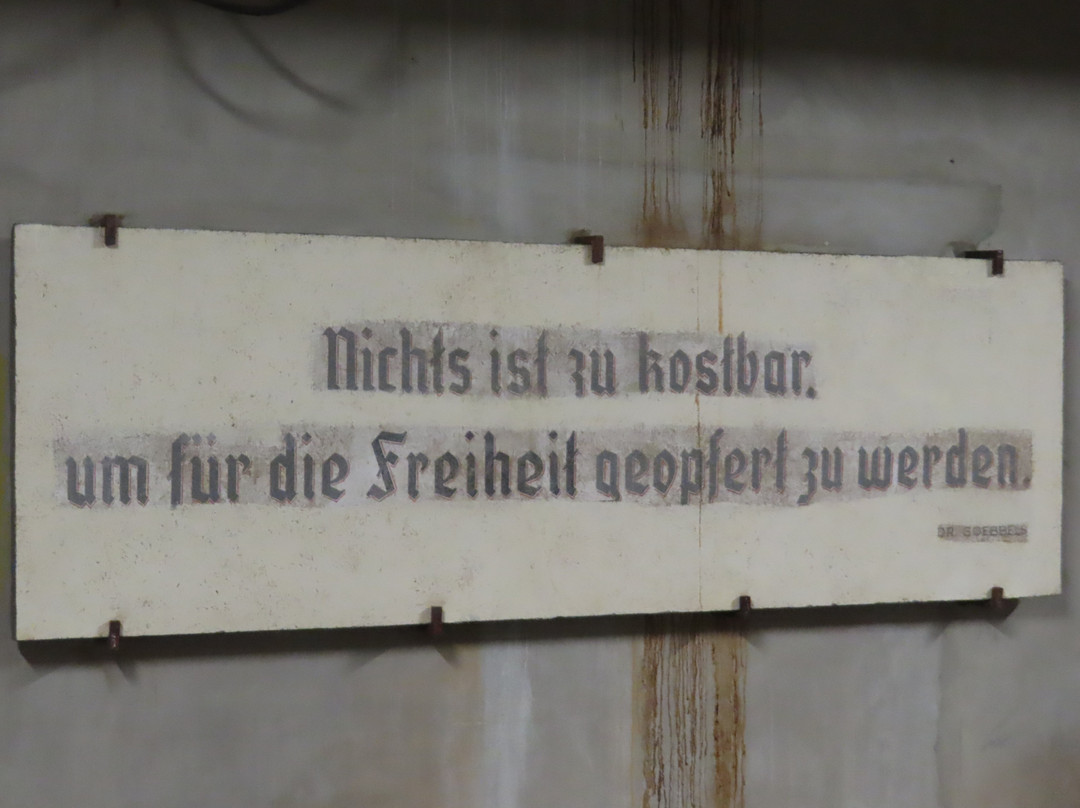 Nichts ist zu kostbar.
um für die Freiheit geopfert zu werden.
DR. GOEBBELS